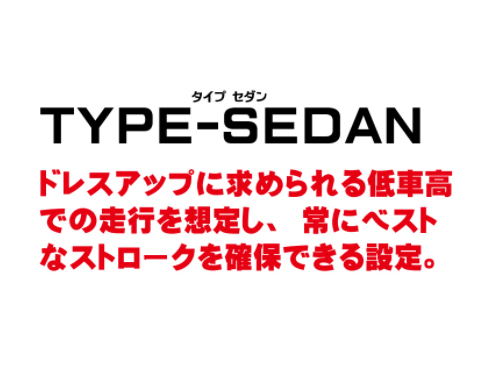 タイプ セダン
TYPE-SEDAN
ドレスアップに求められる低車高
での走行を想定し、常にベスト
なストロークを確保できる設定。